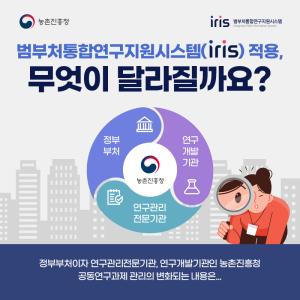 농촌진흥청
iris 범부처통합연구지원시스템
범부처통합연구지원시스템(iris) 적용,
무엇이 달라질까요?
정부
부처
연구
개발
기관
농촌진흥청
연구관리
전문기관
정부부처이자 연구관리전문기관, 연구개발기관인 농촌진흥청
공동연구과제 관리의 변화되는 내용은...